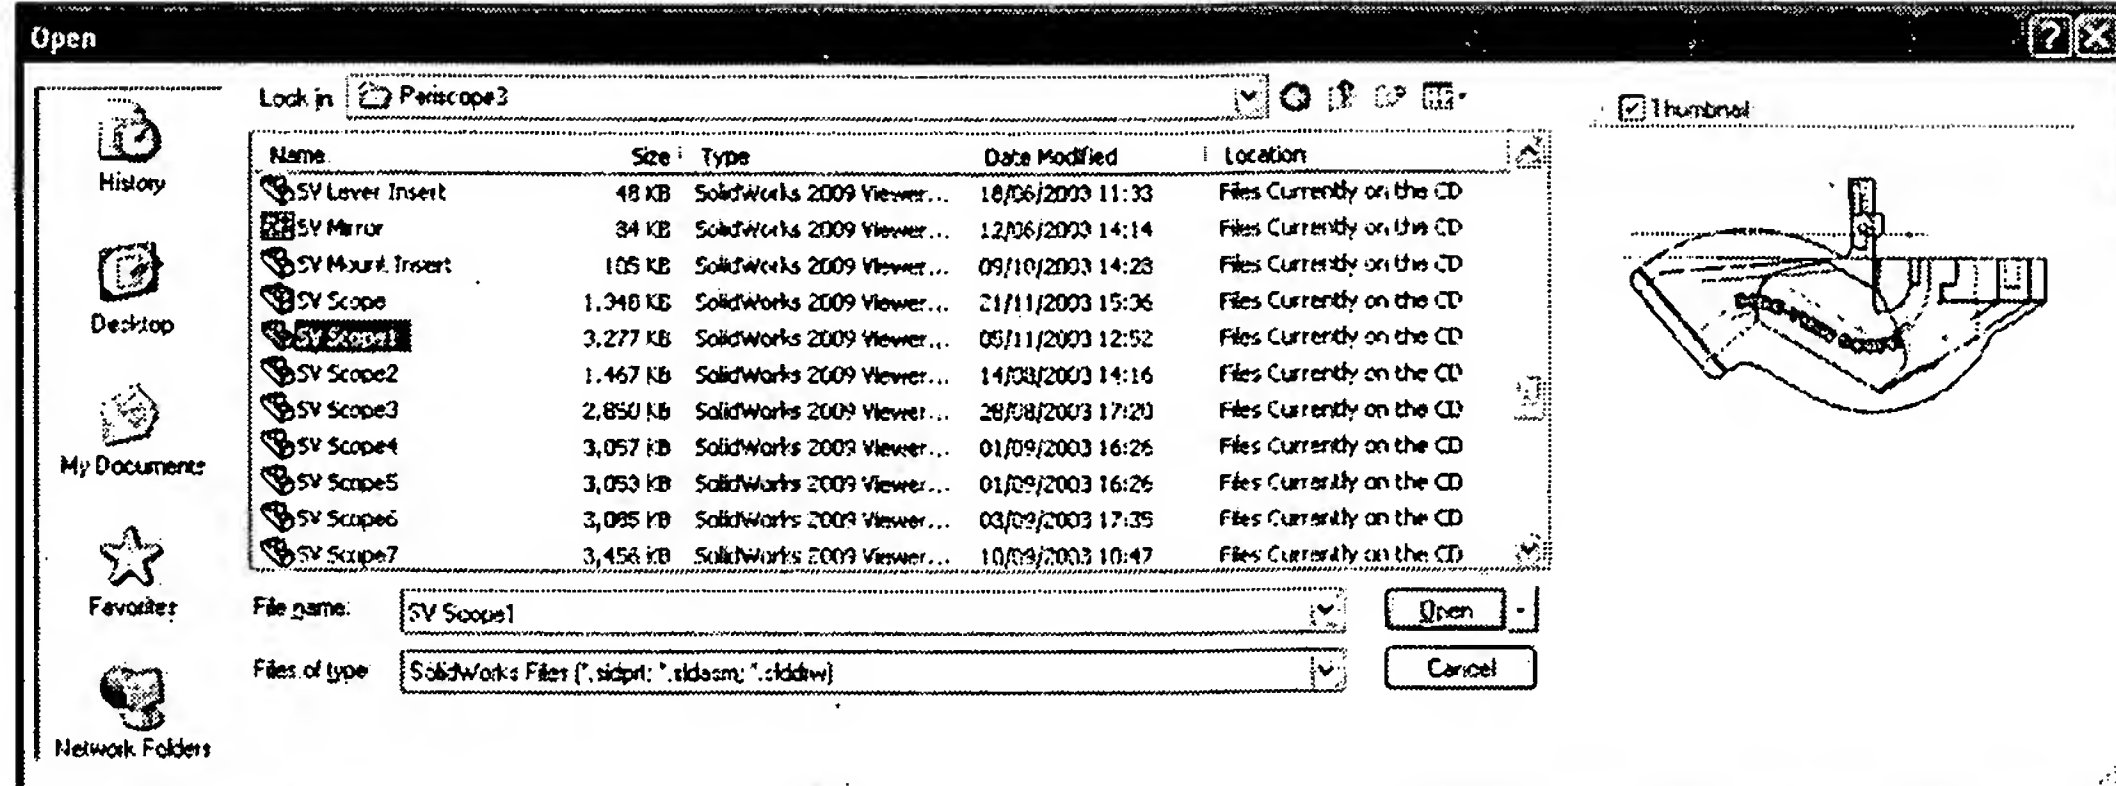 Open
Look in Periscope3
Thumbnail
Name Size Type Date Modified Location
SV Lever Insert 48 KB SolidWorks 2009 Viewer... 18/06/2003 11:33 Files Currently on the CD
SV Mirror 34 KB SolidWorks 2009 Viewer... 12/06/2003 14:14 Files Currently on the CD
SV Mount Insert 105 KB SolidWorks 2009 Viewer... 09/10/2003 14:23 Files Currently on the CD
SV Scope 1,348 KB SolidWorks 2009 Viewer... 21/11/2003 15:36 Files Currently on the CD
SV Scope1 3,277 KB SolidWorks 2009 Viewer... 05/11/2003 12:52 Files Currently on the CD
SV Scope2 1,467 KB SolidWorks 2009 Viewer... 14/08/2003 14:16 Files Currently on the CD
SV Scope3 2,850 KB SolidWorks 2009 Viewer... 28/08/2003 17:20 Files Currently on the CD
SV Scope4 3,057 KB SolidWorks 2009 Viewer... 01/09/2003 16:26 Files Currently on the CD
SV Scope5 3,053 KB SolidWorks 2009 Viewer... 01/09/2003 16:26 Files Currently on the CD
SV Scope6 3,085 KB SolidWorks 2009 Viewer... 03/09/2003 17:35 Files Currently on the CD
SV Scope7 3,456 KB SolidWorks 2009 Viewer... 10/09/2003 10:47 Files Currently on the CD
History
Desktop
My Documents
Favorites
Network Folders
File name: SV Scope1 Open
Files of type SolidWorks Files (*.sldprt; *.sldasm; *.slddrw) Cancel